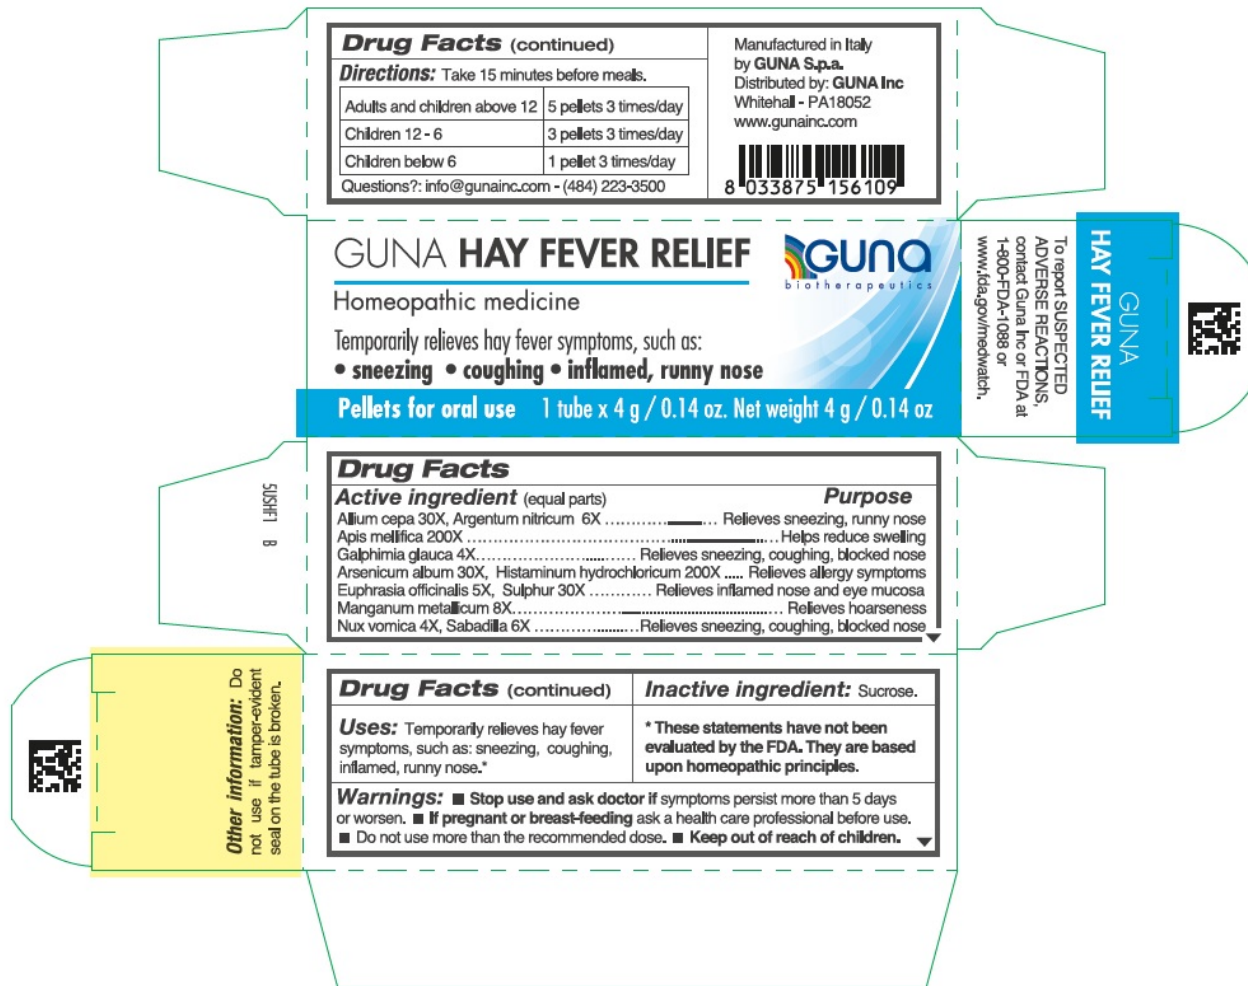 Drug Facts (continued)
Directions: Take 15 minutes before meals.
Adults and children above 12 5 pellets 3 times/day
Children 12 - 6 3 pellets 3 times/day
Children below 6 1 pellet 3 times/day
Questions?: info@gunainc.com - (484) 223-3500
Manufactured in Italy
by GUNA S.p.a.
Distributed by: GUNA Inc
Whitehall - PA18052
www.gunainc.com
8 033875 156109
GUNA HAY FEVER RELIEF
Homeopathic medicine
Temporarily relieves hay fever symptoms, such as:
• sneezing • coughing • inflamed, runny nose
Pellets for oral use 1 tube x 4 g / 0.14 oz. Net weight 4 g / 0.14 oz
GUNA
biotherapeutics
To report SUSPECTED
ADVERSE REACTIONS,
contact Guna Inc or FDA at
1-800-FDA-1088 or
www.fda.gov/medwatch.
GUNA
HAY FEVER RELIEF
SUSHF1 B
Drug Facts
Active ingredient (equal parts) Purpose
Allium cepa 30X, Argentum nitricum 6X ................... Relieves sneezing, runny nose
Apis mellifica 200X ................... Helps reduce swelling
Galphimia glauca 4X................... Relieves sneezing, coughing, blocked nose
Arsenicum album 30X, Histaminum hydrochloricum 200X ..... Relieves allergy symptoms
Euphrasia officinalis 5X, Sulphur 30X ............ Relieves inflamed nose and eye mucosa
Manganum metallicum 8X................... Relieves hoarseness
Nux vomica 4X, Sabadilla 6X ...................Relieves sneezing, coughing, blocked nose
Other information: Do
not use if tamper-evident
seal on the tube is broken.
Drug Facts (continued)
Uses: Temporarily relieves hay fever
symptoms, such as: sneezing, coughing,
inflamed, runny nose.*
Inactive ingredient: Sucrose.
* These statements have not been
evaluated by the FDA. They are based
upon homeopathic principles.
Warnings: ■ Stop use and ask doctor if symptoms persist more than 5 days
or worsen. ■ If pregnant or breast-feeding ask a health care professional before use.
■ Do not use more than the recommended dose. ■ Keep out of reach of children.